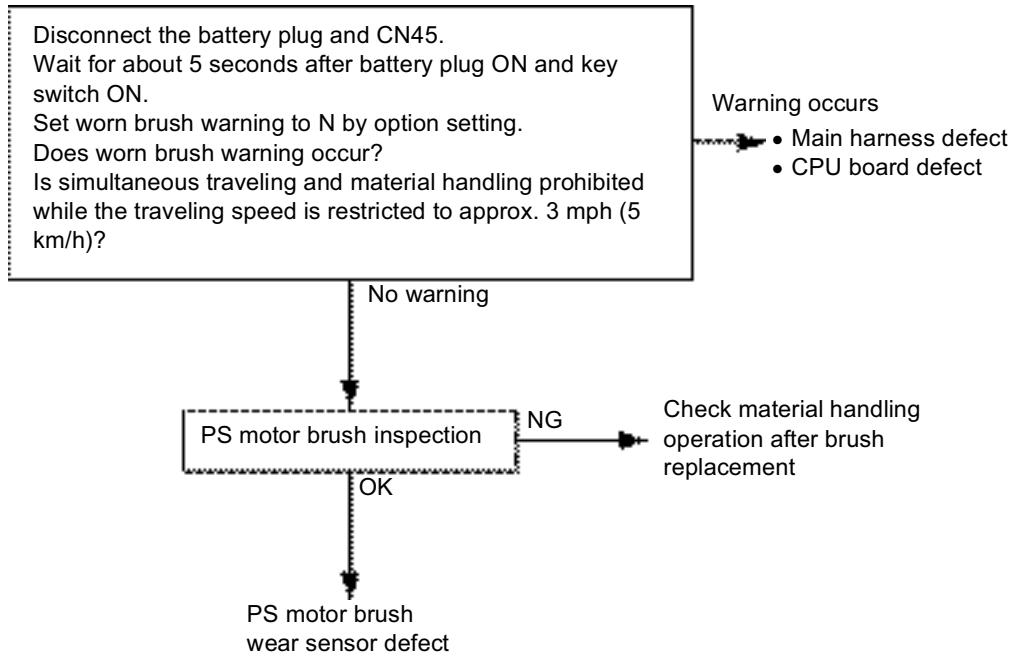 Disconnect the battery plug and CN45.
Wait for about 5 seconds after battery plug ON and key
switch ON.
Set worn brush warning to N by option setting.
Does worn brush warning occur?
Is simultaneous traveling and material handling prohibited
while the traveling speed is restricted to approx. 3 mph (5
km/h)?
Warning occurs
• Main harness defect
• CPU board defect
No warning
PS motor brush inspection
NG
Check material handling
operation after brush
replacement
OK
PS motor brush
wear sensor defect